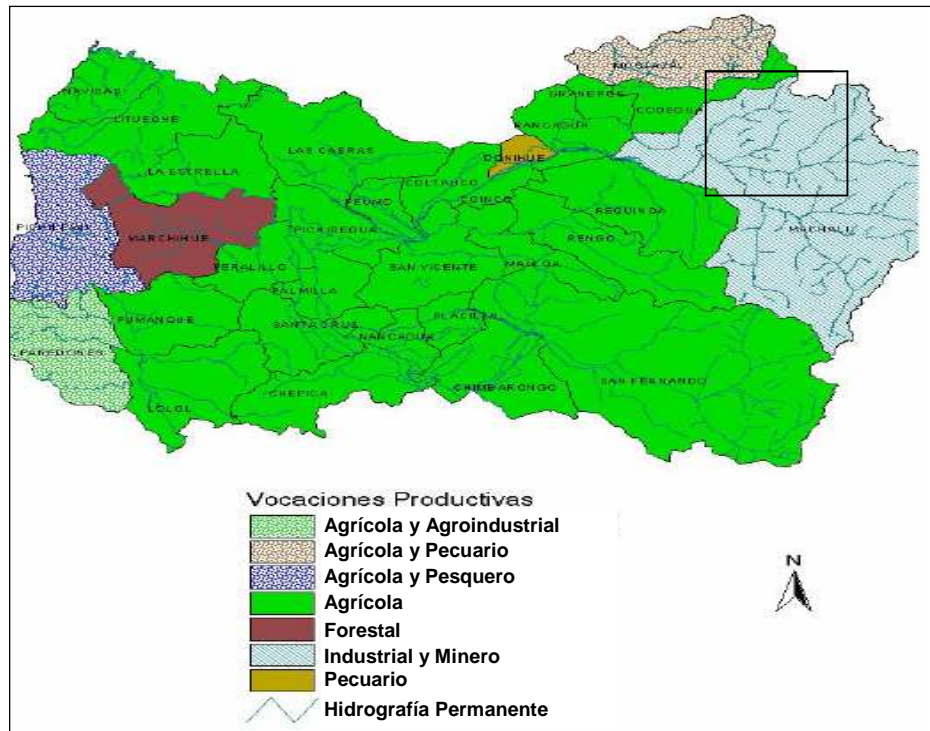 MOSTAZAL
NAVIDAD
GRANEROS
CODEGUA
LITUECHE
RANCAGUA
LAS CABRAS
DOÑIHUE
LA ESTRELLA
COLTAUCO
PEUMO
COINCO
REQUINOA
PICHILEMU
MARCHIHUE
PICHIDEGUA
RENGO
MACHALI
PERALILLO
SAN VICENTE
MALLOA
PALMILLA
PUMANQUE
PLACILLA
SANTA CRUZ
NANCAGUA
PAREDONES
SAN FERNANDO
CHIMBARONGO
CHEPICA
LOLOL
Vocaciones Productivas
Agrícola y Agroindustrial
Agrícola y Pecuario
Agrícola y Pesquero
Agrícola
Forestal
Industrial y Minero
Pecuario
Hidrografía Permanente
N